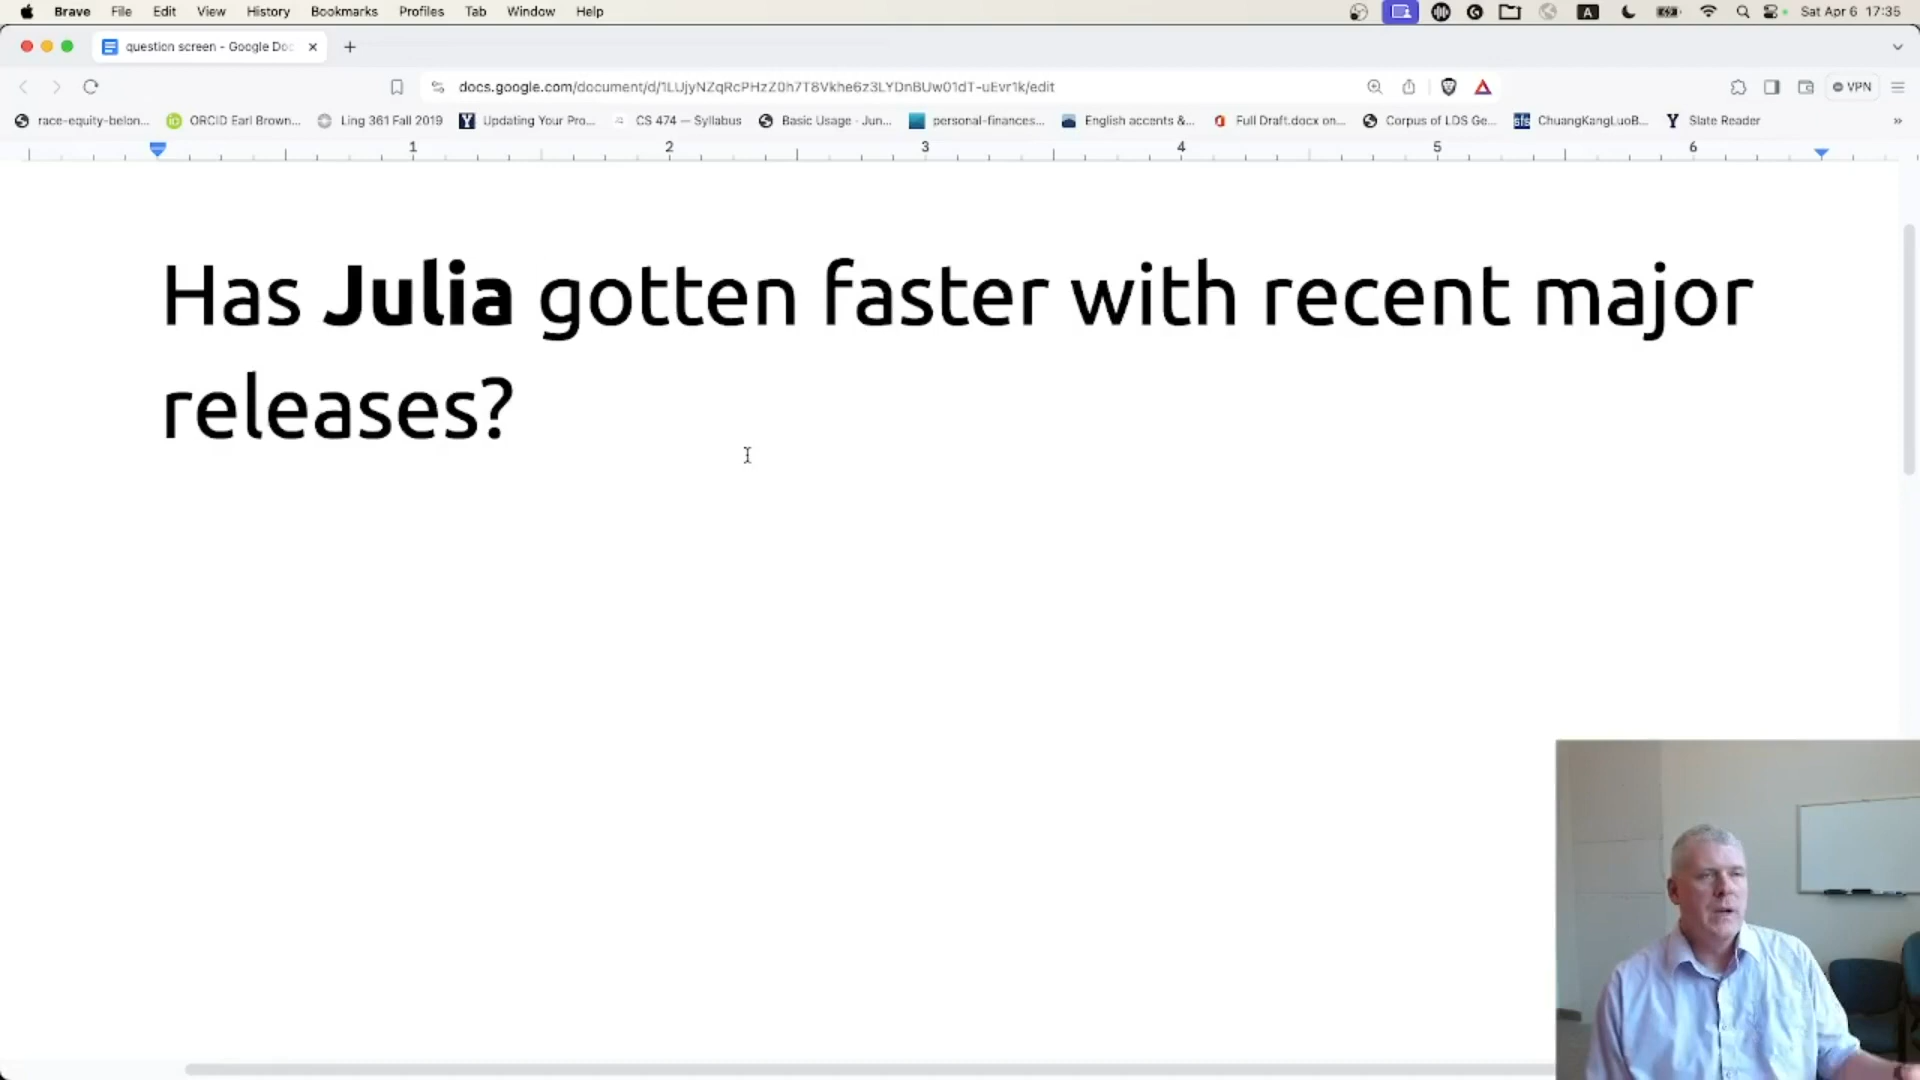 Brave File Edit View History Bookmarks Profiles Tab Window Help A Sat Apr 6 17:35
question screen - Google Doc
docs.google.com/document/d/1LUjyNZqRcPHzZ0h7T8Vkhe6z3LYDnBUw01dT-uEvr1k/edit VPN
race-equity-belon... ORCID Earl Brown... Ling 361 Fall 2019 Updating Your Pro... CS 474 — Syllabus Basic Usage · Jun... personal-finances... English accents &... Full Draft.docx on... Corpus of LDS Ge... sfs ChuangKangLuoB... Slate Reader »
1 2 3 4 5 6
Has Julia gotten faster with recent major
releases?